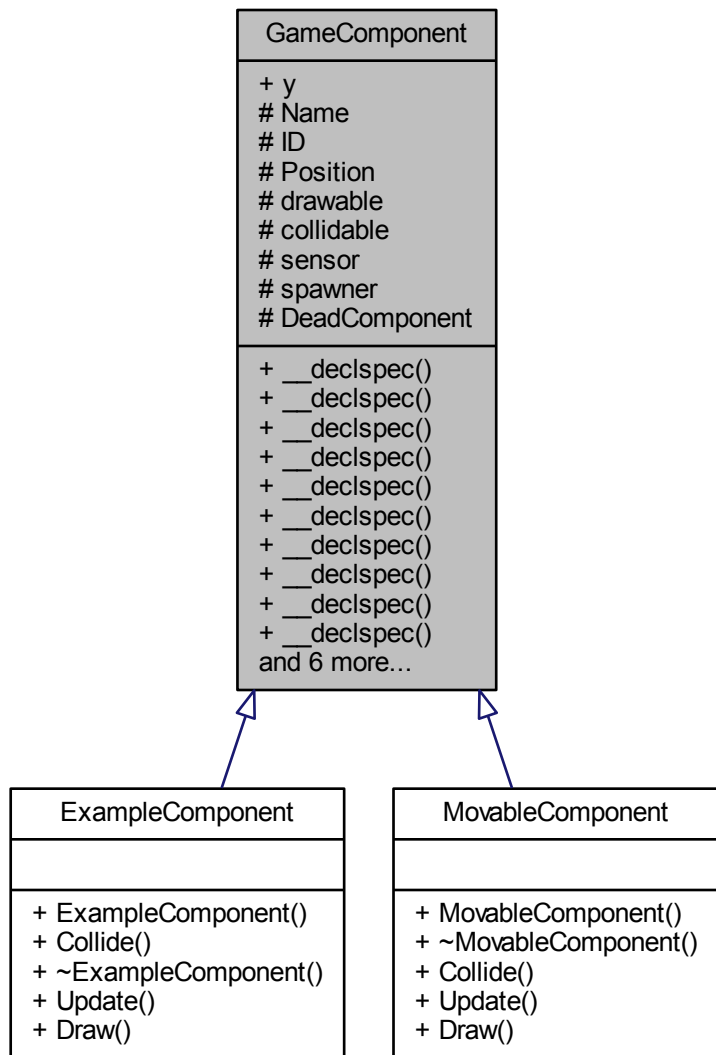 GameComponent
+ y
# Name
# ID
# Position
# drawable
# collidable
# sensor
# spawner
# DeadComponent
+ __declspec()
+ __declspec()
+ __declspec()
+ __declspec()
+ __declspec()
+ __declspec()
+ __declspec()
+ __declspec()
+ __declspec()
+ __declspec()
and 6 more...
ExampleComponent
+ ExampleComponent()
+ Collide()
+ ~ExampleComponent()
+ Update()
+ Draw()
MovableComponent
+ MovableComponent()
+ ~MovableComponent()
+ Collide()
+ Update()
+ Draw()